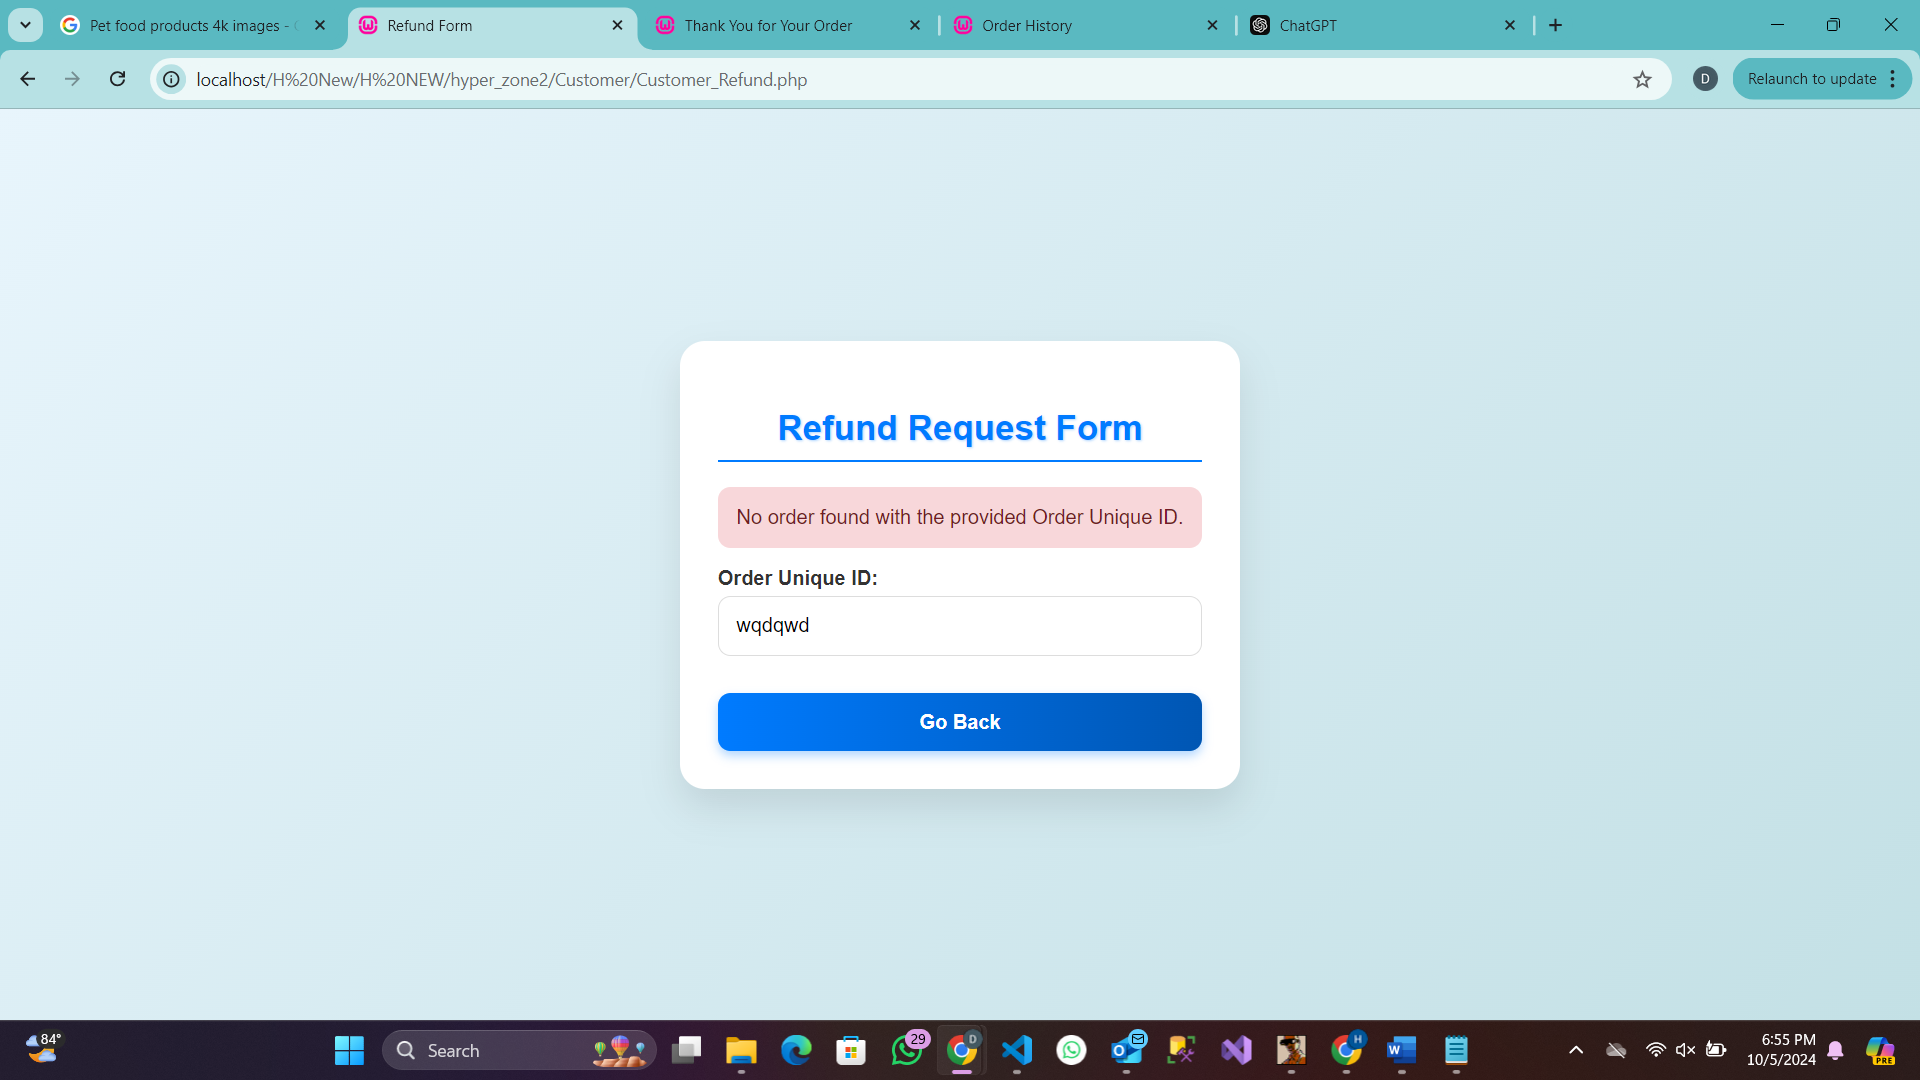 Pet food products 4k images -
Refund Form
Thank You for Your Order
Order History
ChatGPT
localhost/H%20New/H%20NEW/hyper_zone2/Customer/Customer_Refund.php
D
Relaunch to update
Refund Request Form
No order found with the provided Order Unique ID.
Order Unique ID:
wqdqwd
Go Back
84°
Search
29
D
H
6:55 PM
10/5/2024
PRE